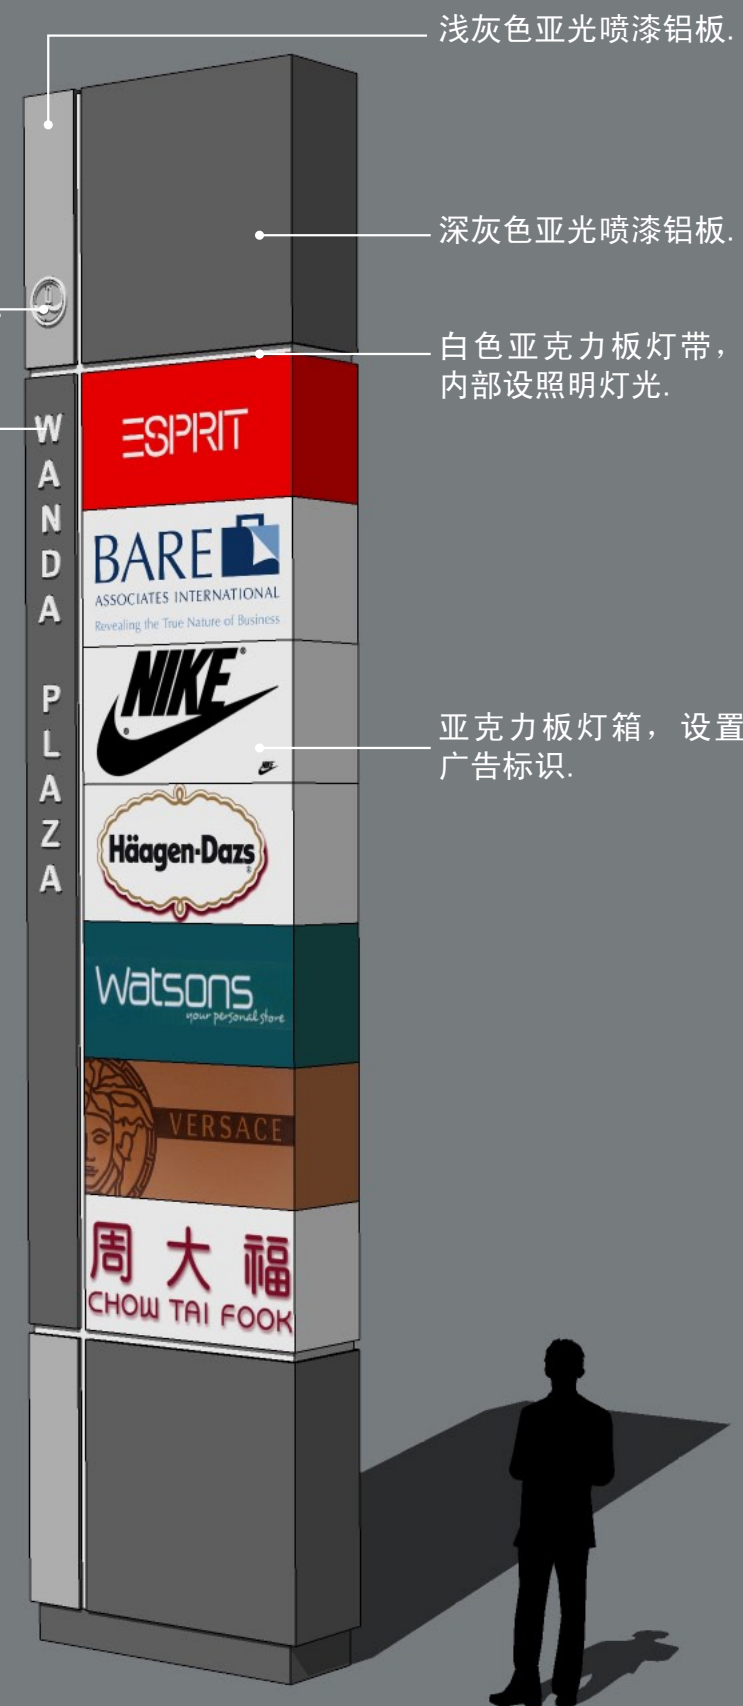 浅灰色亚光喷漆铝板.
深灰色亚光喷漆铝板.
白色亚克力板灯带，
内部设照明灯光.
WANDA PLAZA
ESPRIT
BARE
ASSOCIATES INTERNATIONAL
Revealing the True Nature of Business
NIKE
NIKE
亚克力板灯箱，设置
广告标识.
Häagen-Dazs
watsons
your personal store
VERSACE
周大福
CHOW TAI FOOK